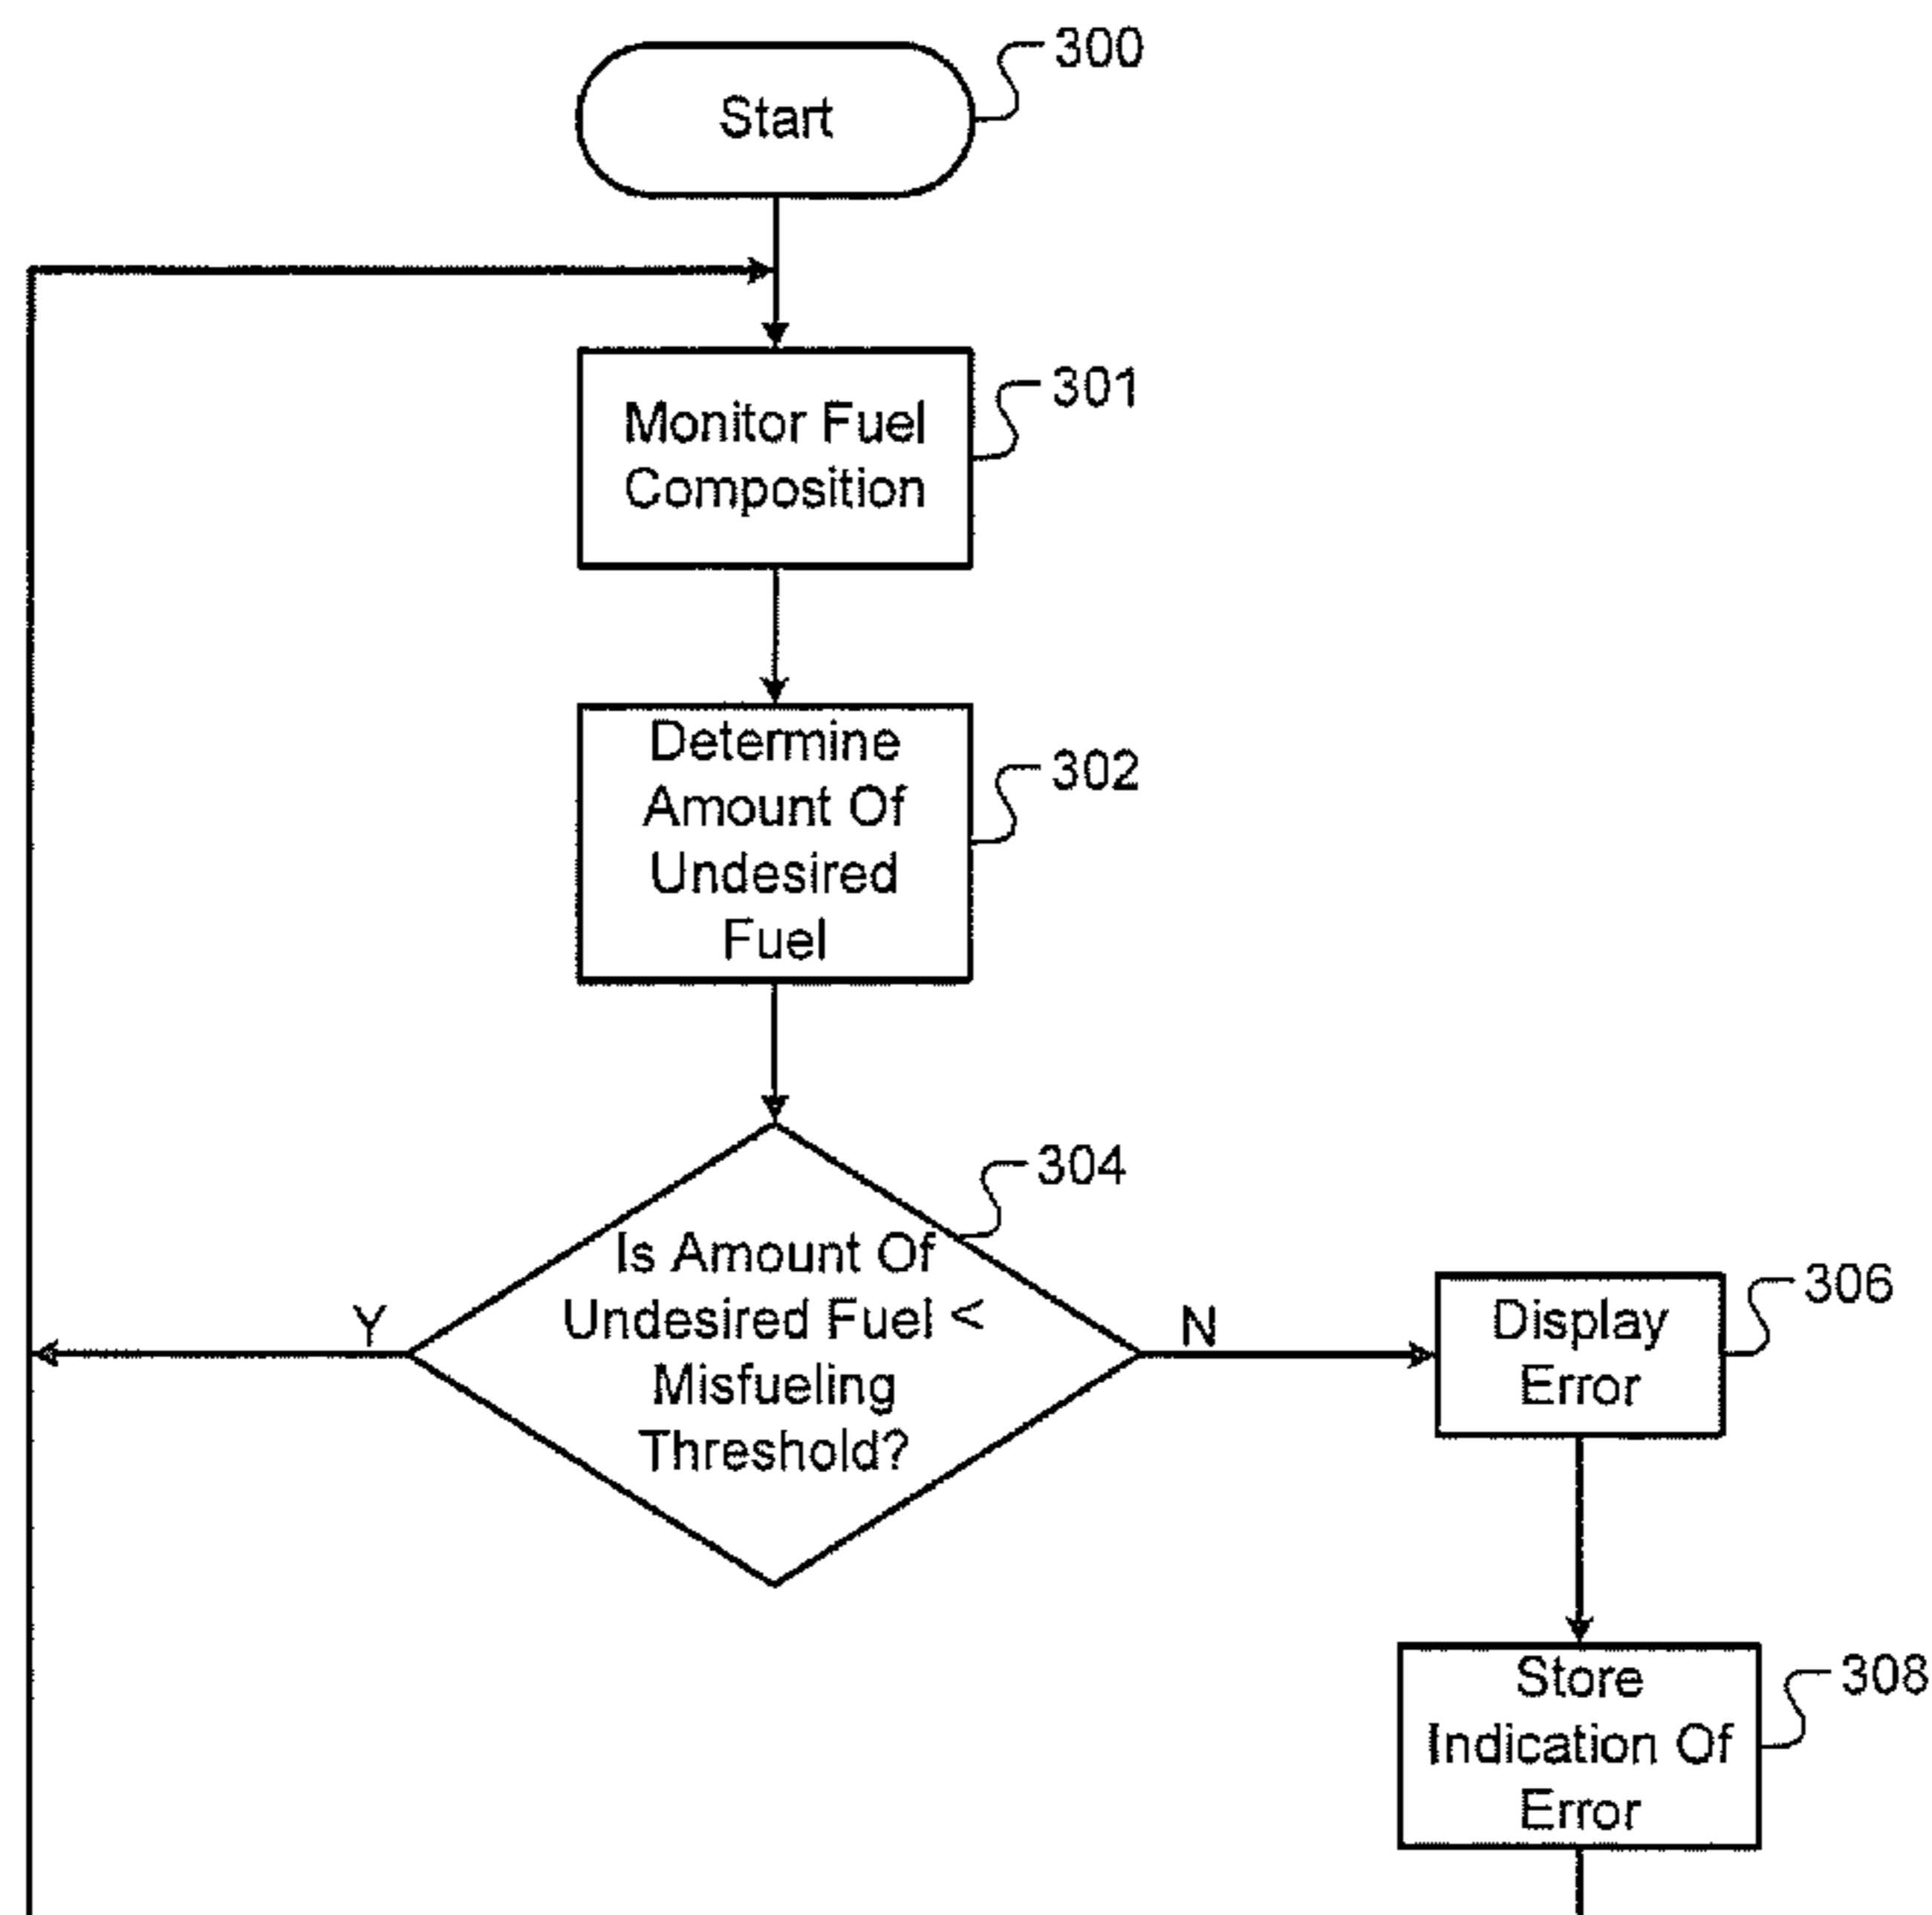 300
Start
301
Monitor Fuel
Composition
302
Determine
Amount Of
Undesired
Fuel
304
Is Amount Of
Undesired Fuel <
Misfueling
Threshold?
Y
N
306
Display
Error
308
Store
Indication Of
Error